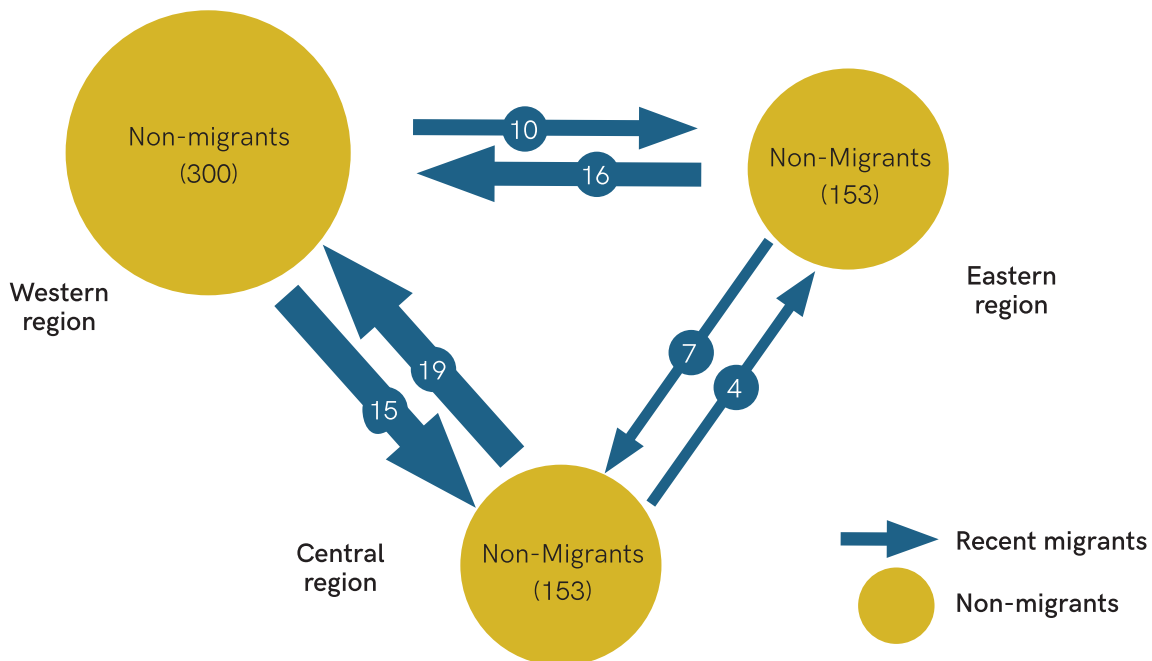 Non-migrants
(300)
10
16
Non-Migrants
(153)
Western
region
Eastern
region
19
15
7
4
Central
region
Non-Migrants
(153)
Recent migrants
Non-migrants